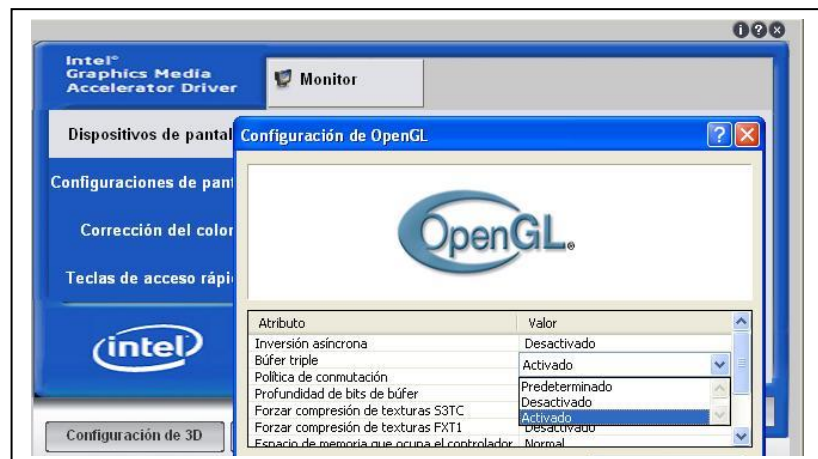 Intel®
Graphics Media
Accelerator Driver
Monitor
Dispositivos de pantal
Configuraciones de pant
Corrección del color
Teclas de acceso rápi
intel
Configuración de 3D
Configuración de OpenGL
OpenGL®
Atributo Valor
Inversión asíncrona Desactivado
Búfer triple Activado
Política de conmutación Predeterminado
Profundidad de bits de búfer Desactivado
Forzar compresión de texturas S3TC Activado
Forzar compresión de texturas FXT1 Desactivado
Espacio de memoria que ocupa el controlador Normal